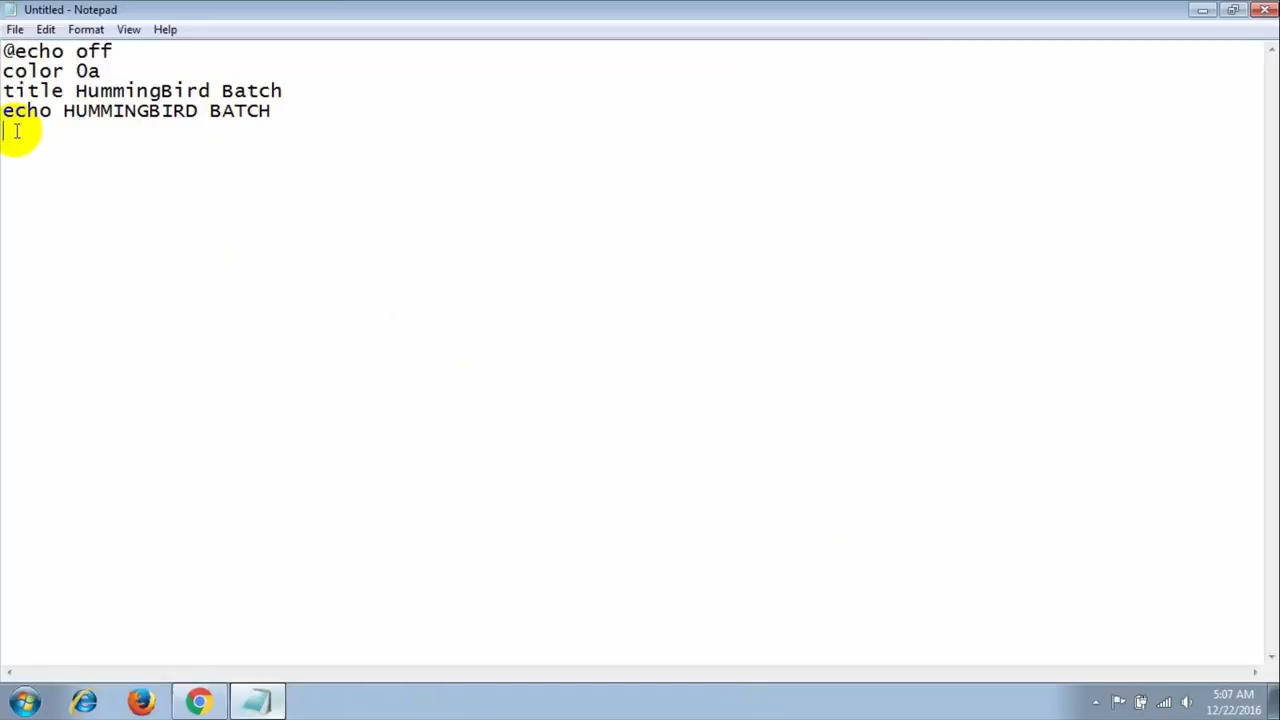 Untitled - Notepad
File Edit Format View Help
@echo off
color 0a
title HummingBird Batch
echo HUMMINGBIRD BATCH
5:07 AM
12/22/2016